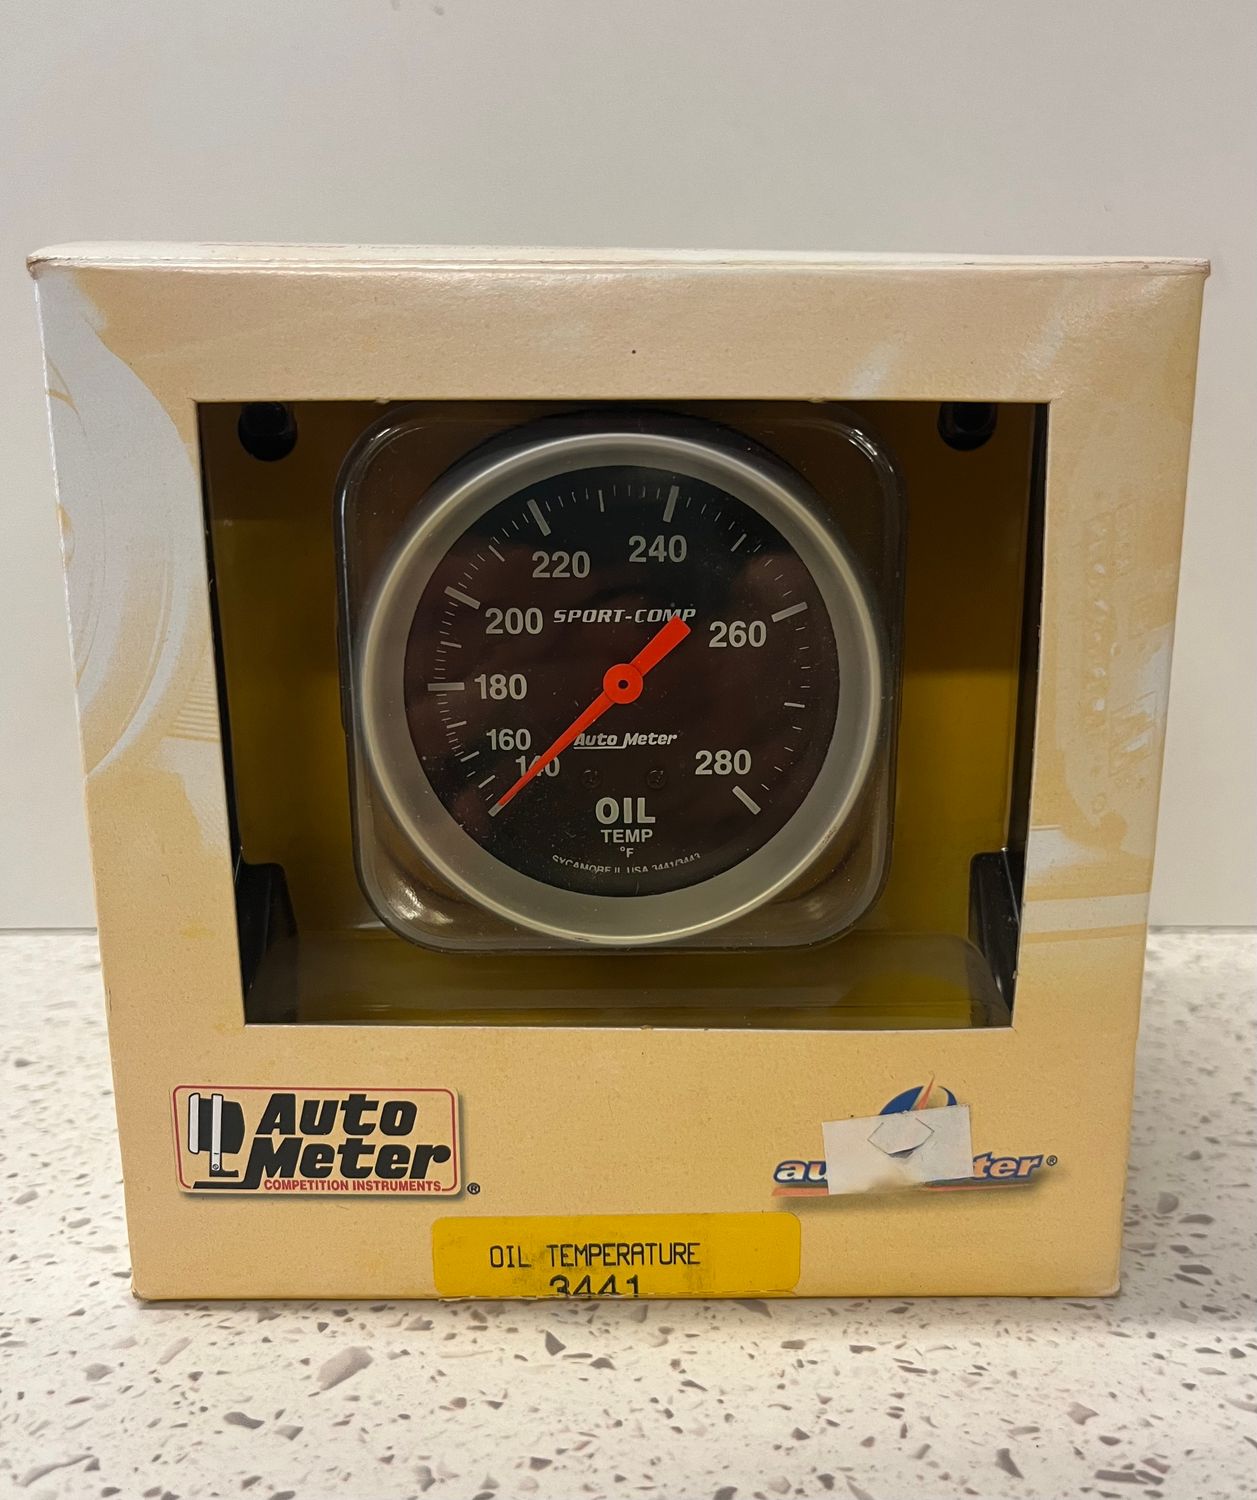 220
240
200
SPORT-COMP
260
180
160
Auto Meter
140
280
OIL
TEMP
°F
SYCAMORE IL USA 3441/3443
Auto
Meter
COMPETITION INSTRUMENTS
®
®
OIL TEMPERATURE
3441